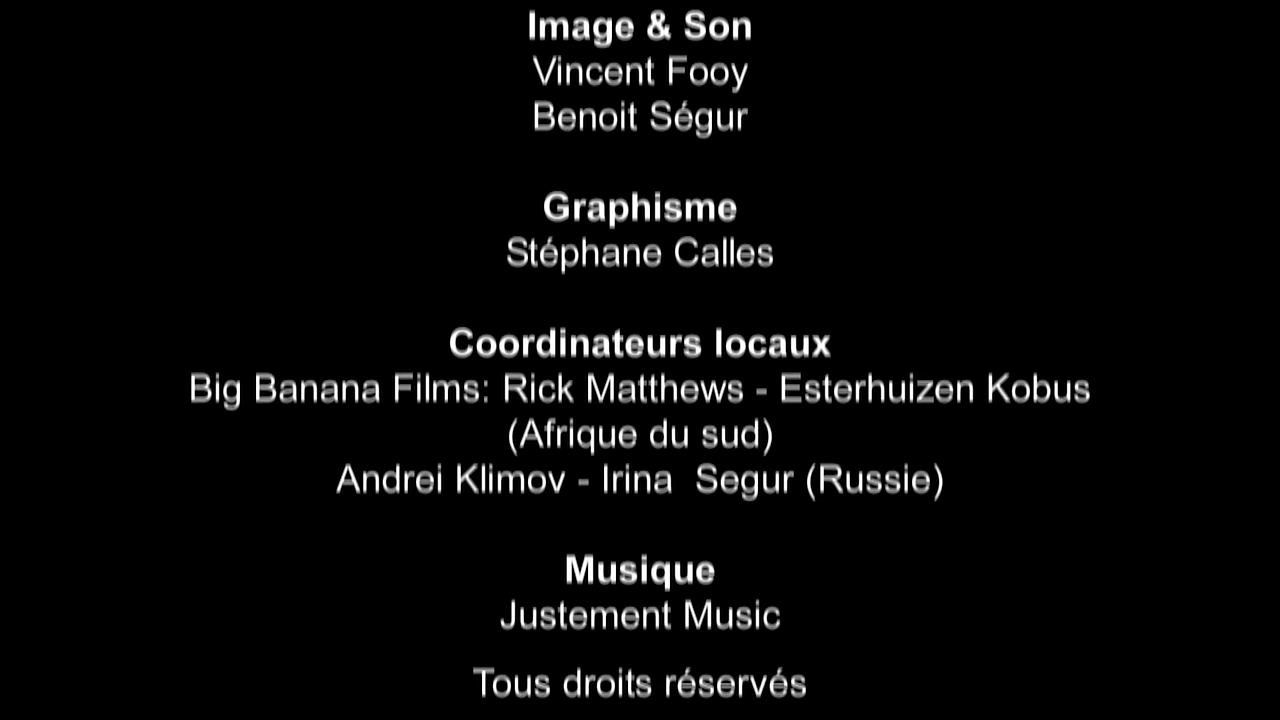 Image & Son
Vincent Fooy
Benoit Ségur
Graphisme
Stéphane Calles
Coordinateurs locaux
Big Banana Films: Rick Matthews - Esterhuizen Kobus
(Afrique du sud)
Andrei Klimov - Irina  Segur (Russie)
Musique
Justement Music
Tous droits réservés